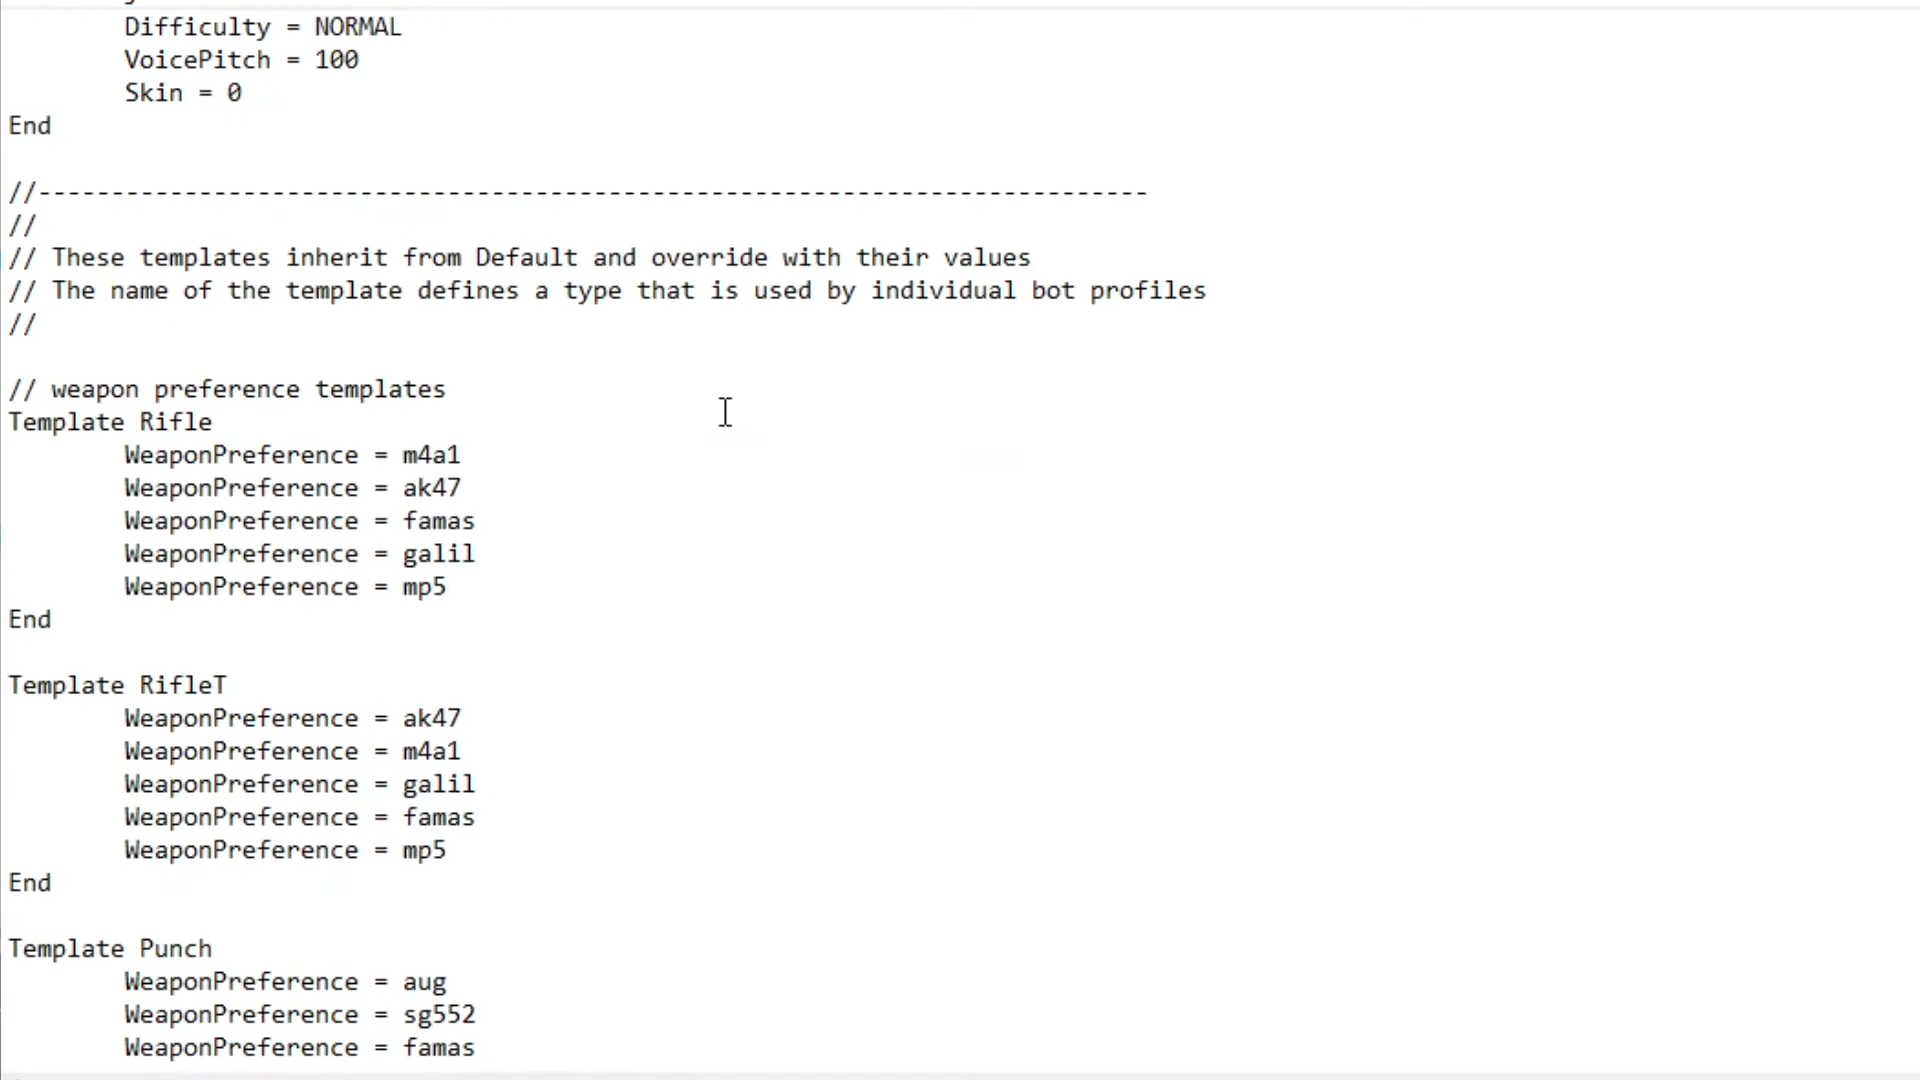 Difficulty = NORMAL
VoicePitch = 100
Skin = 0
End
//----------------------------------------------------------------------------
//
// These templates inherit from Default and override with their values
// The name of the template defines a type that is used by individual bot profiles
//
// weapon preference templates
Template Rifle
WeaponPreference = m4a1
WeaponPreference = ak47
WeaponPreference = famas
WeaponPreference = galil
WeaponPreference = mp5
End
Template RifleT
WeaponPreference = ak47
WeaponPreference = m4a1
WeaponPreference = galil
WeaponPreference = famas
WeaponPreference = mp5
End
Template Punch
WeaponPreference = aug
WeaponPreference = sg552
WeaponPreference = famas